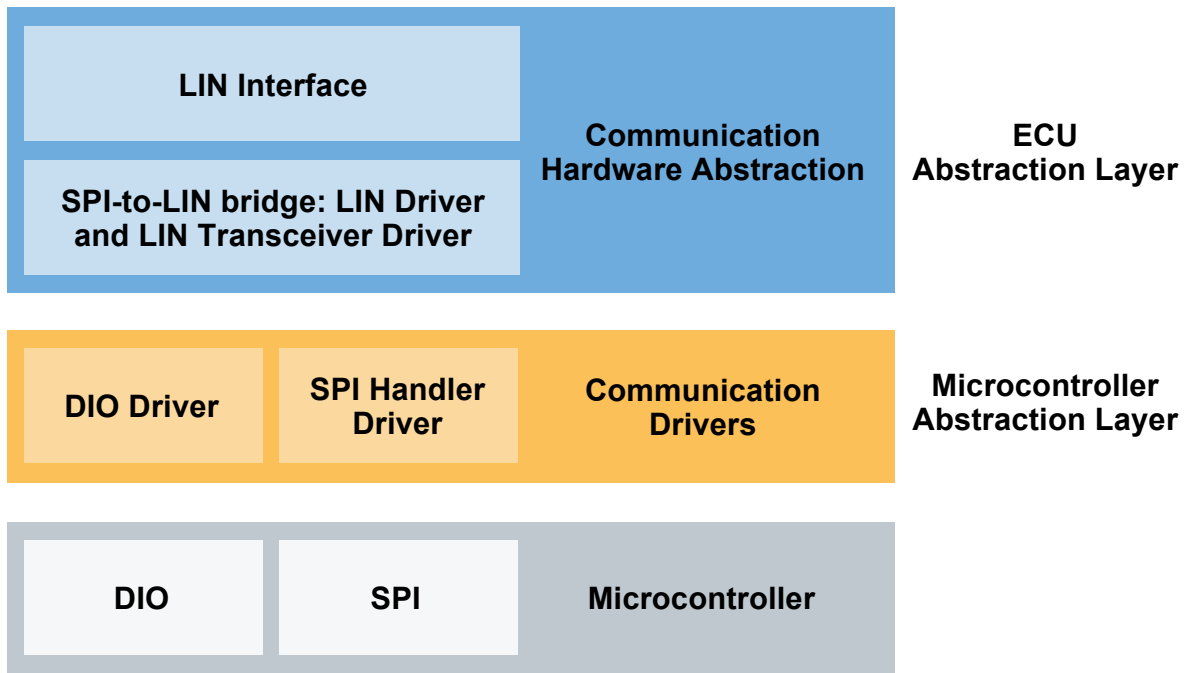 LIN Interface
SPI-to-LIN bridge: LIN Driver
and LIN Transceiver Driver
Communication
Hardware Abstraction
ECU
Abstraction Layer
DIO Driver
SPI Handler
Driver
Communication
Drivers
Microcontroller
Abstraction Layer
DIO
SPI
Microcontroller